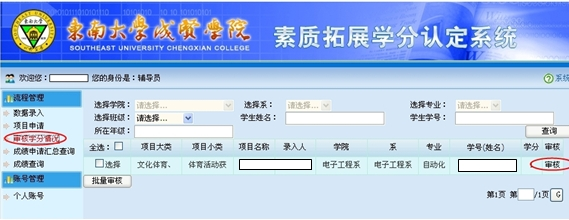 东南大学成贤学院
SOUTHEAST UNIVERSITY CHENGXIAN COLLEGE
素质拓展学分认定系统
欢迎您： 您的身份是：辅导员
系统
流程管理
数据录入
项目申请
审核学分情况
成绩申请汇总查询
成绩查询
账号管理
个人账号
选择学院： 请选择... 选择系： 请选择... 选择专业： 请选择...
选择班级： 请选择... 学生姓名： 学生学号：
所在年级：
查询
全选： 项目大类 项目小类 项目名称 录入人 学院 系 专业 学号(姓名) 学分 审核
选择 文化体育、 体育活动获 电子工程系 电子工程系 自动化 审核
批量审核
第1页 第 /1页 G